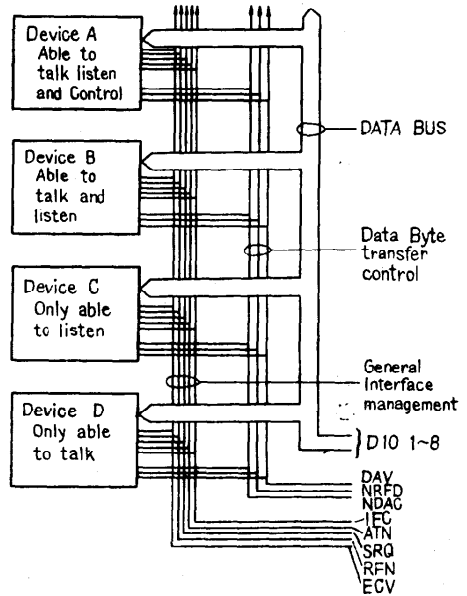 Device A
Able to
talk listen
and Control
DATA BUS
Device B
Able to
talk and
listen
Data Byte
transfer
control
Device C
Only able
to listen
General
Interface
management
Device D
Only able
to talk
D10 1~8
DAV
NRFD
NDAC
IFC
ATN
SRQ
RFN
ECV